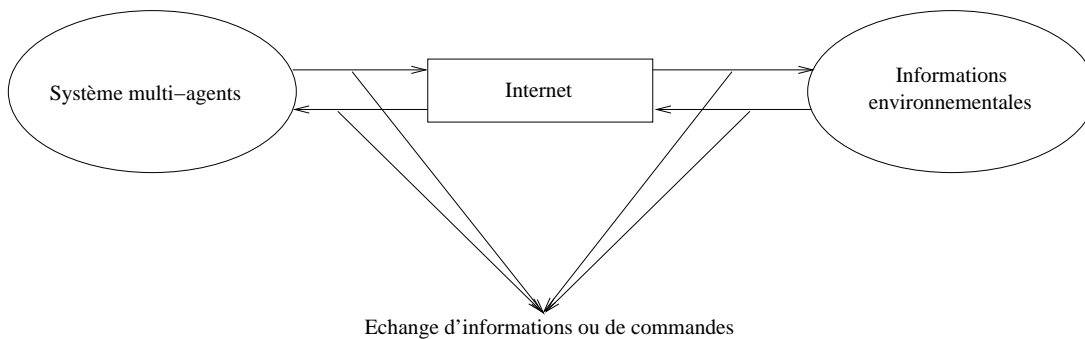 Système multi−agents
Internet
Informations
environnementales
Echange d'informations ou de commandes